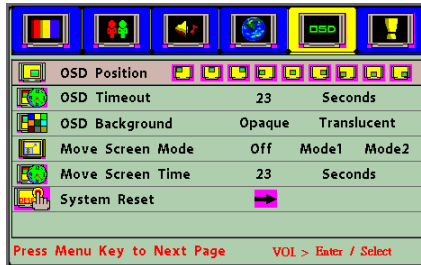 OSD
OSD Position
OSD Timeout 23 Seconds
OSD Background Opaque Translucent
Move Screen Mode Off Mode1 Mode2
Move Screen Time 23 Seconds
System Reset
Press Menu Key to Next Page VOL > Enter / Select